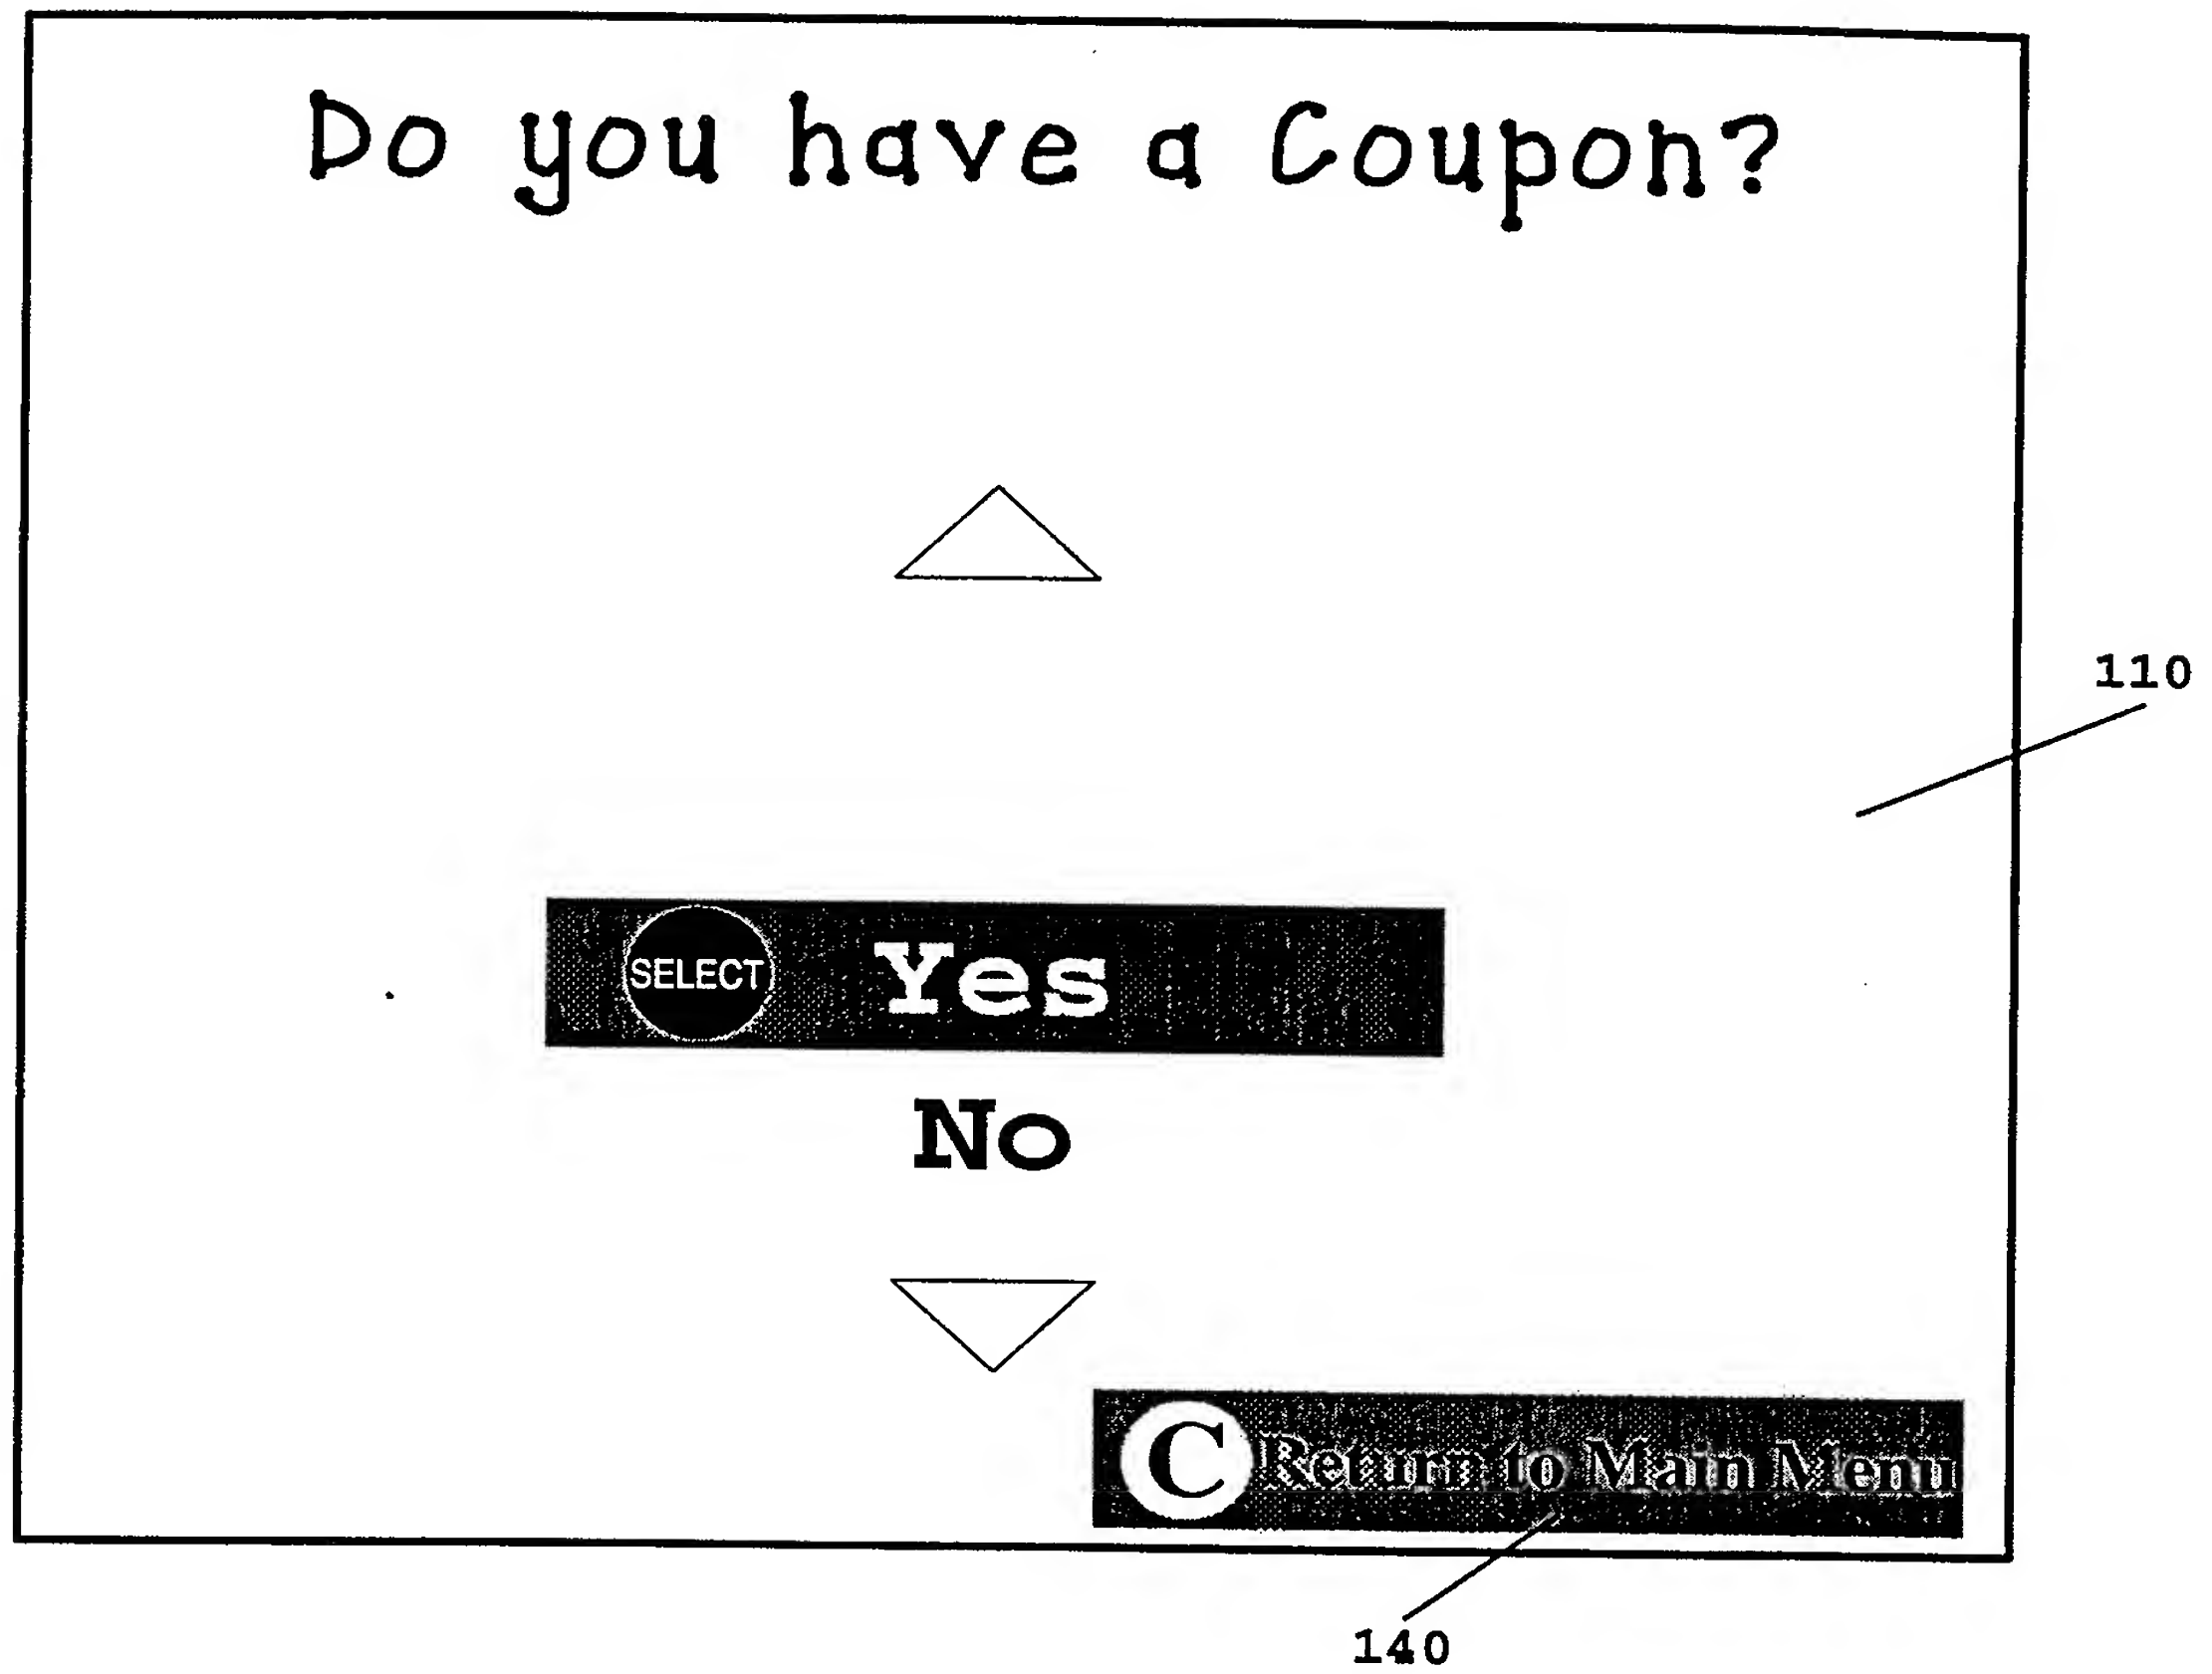 Do you have a Coupon?
110
SELECT Yes
No
C Return to Main Menu
140